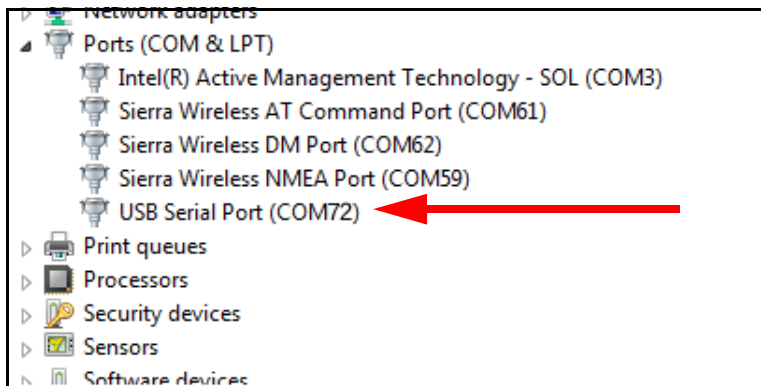 Network adapters
Ports (COM & LPT)
Intel(R) Active Management Technology - SOL (COM3)
Sierra Wireless AT Command Port (COM61)
Sierra Wireless DM Port (COM62)
Sierra Wireless NMEA Port (COM59)
USB Serial Port (COM72)
Print queues
Processors
Security devices
Sensors
Software devices